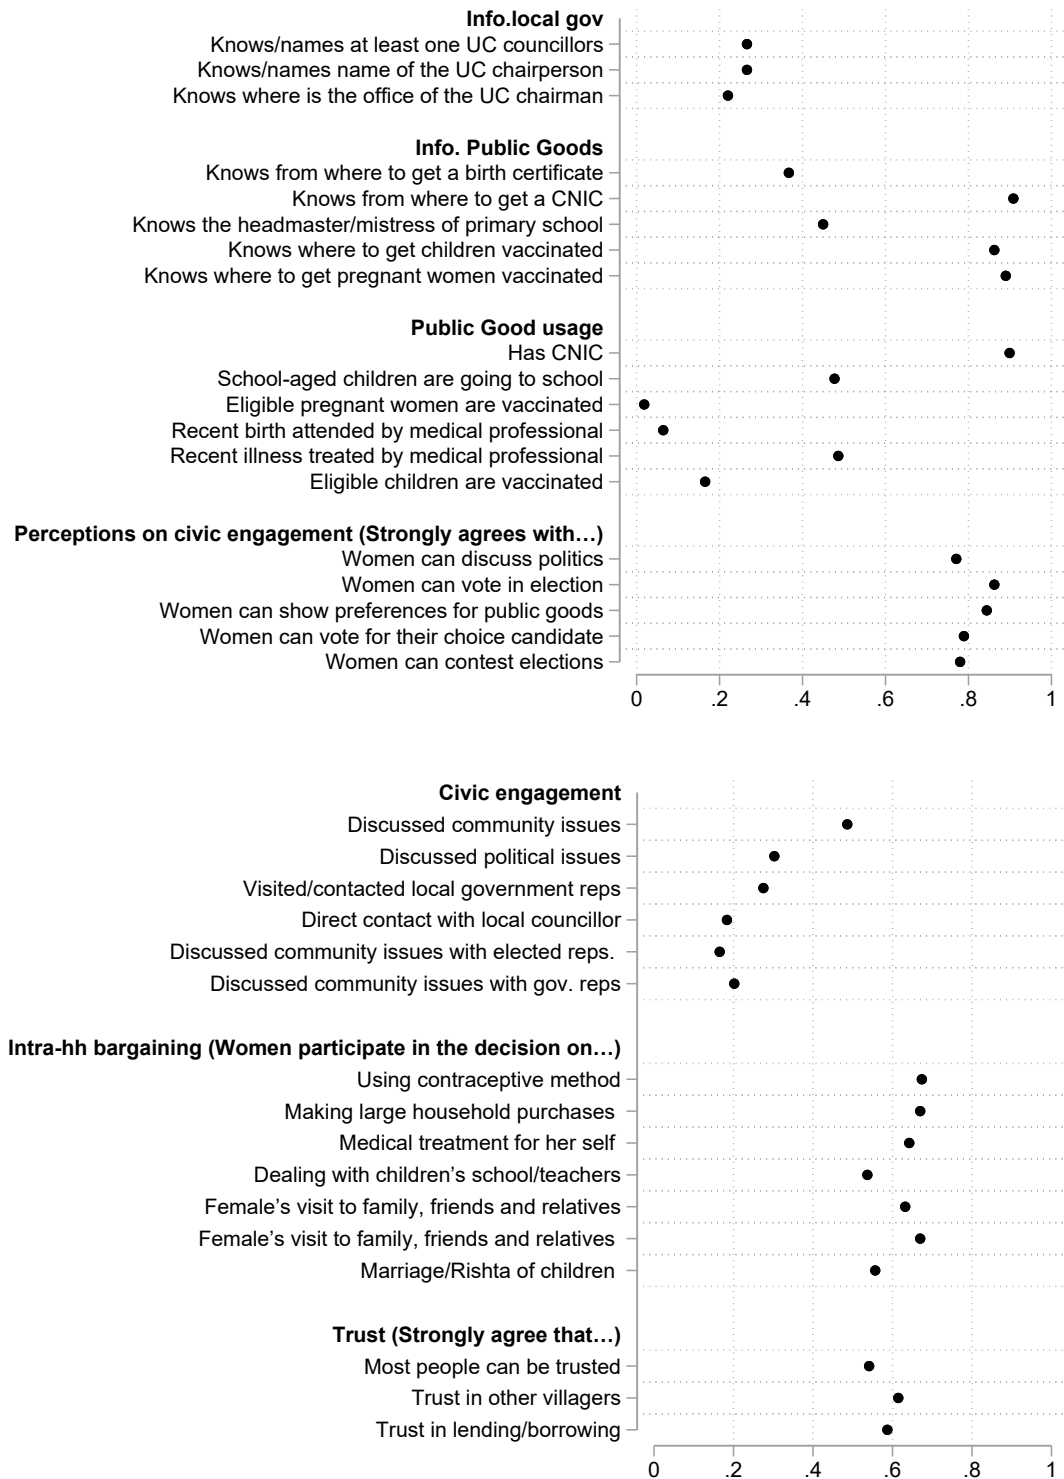 Info.local gov
Knows/names at least one UC councillors
Knows/names name of the UC chairperson
Knows where is the office of the UC chairman
Info. Public Goods
Knows from where to get a birth certificate
Knows from where to get a CNIC
Knows the headmaster/mistress of primary school
Knows where to get children vaccinated
Knows where to get pregnant women vaccinated
Public Good usage
Has CNIC
School-aged children are going to school
Eligible pregnant women are vaccinated
Recent birth attended by medical professional
Recent illness treated by medical professional
Eligible children are vaccinated
Perceptions on civic engagement (Strongly agrees with…)
Women can discuss politics
Women can vote in election
Women can show preferences for public goods
Women can vote for their choice candidate
Women can contest elections
0 .2 .4 .6 .8 1
Civic engagement
Discussed community issues
Discussed political issues
Visited/contacted local government reps
Direct contact with local councillor
Discussed community issues with elected reps.
Discussed community issues with gov. reps
Intra-hh bargaining (Women participate in the decision on…)
Using contraceptive method
Making large household purchases
Medical treatment for her self
Dealing with children’s school/teachers
Female’s visit to family, friends and relatives
Female’s visit to family, friends and relatives
Marriage/Rishta of children
Trust (Strongly agree that…)
Most people can be trusted
Trust in other villagers
Trust in lending/borrowing
0 .2 .4 .6 .8 1